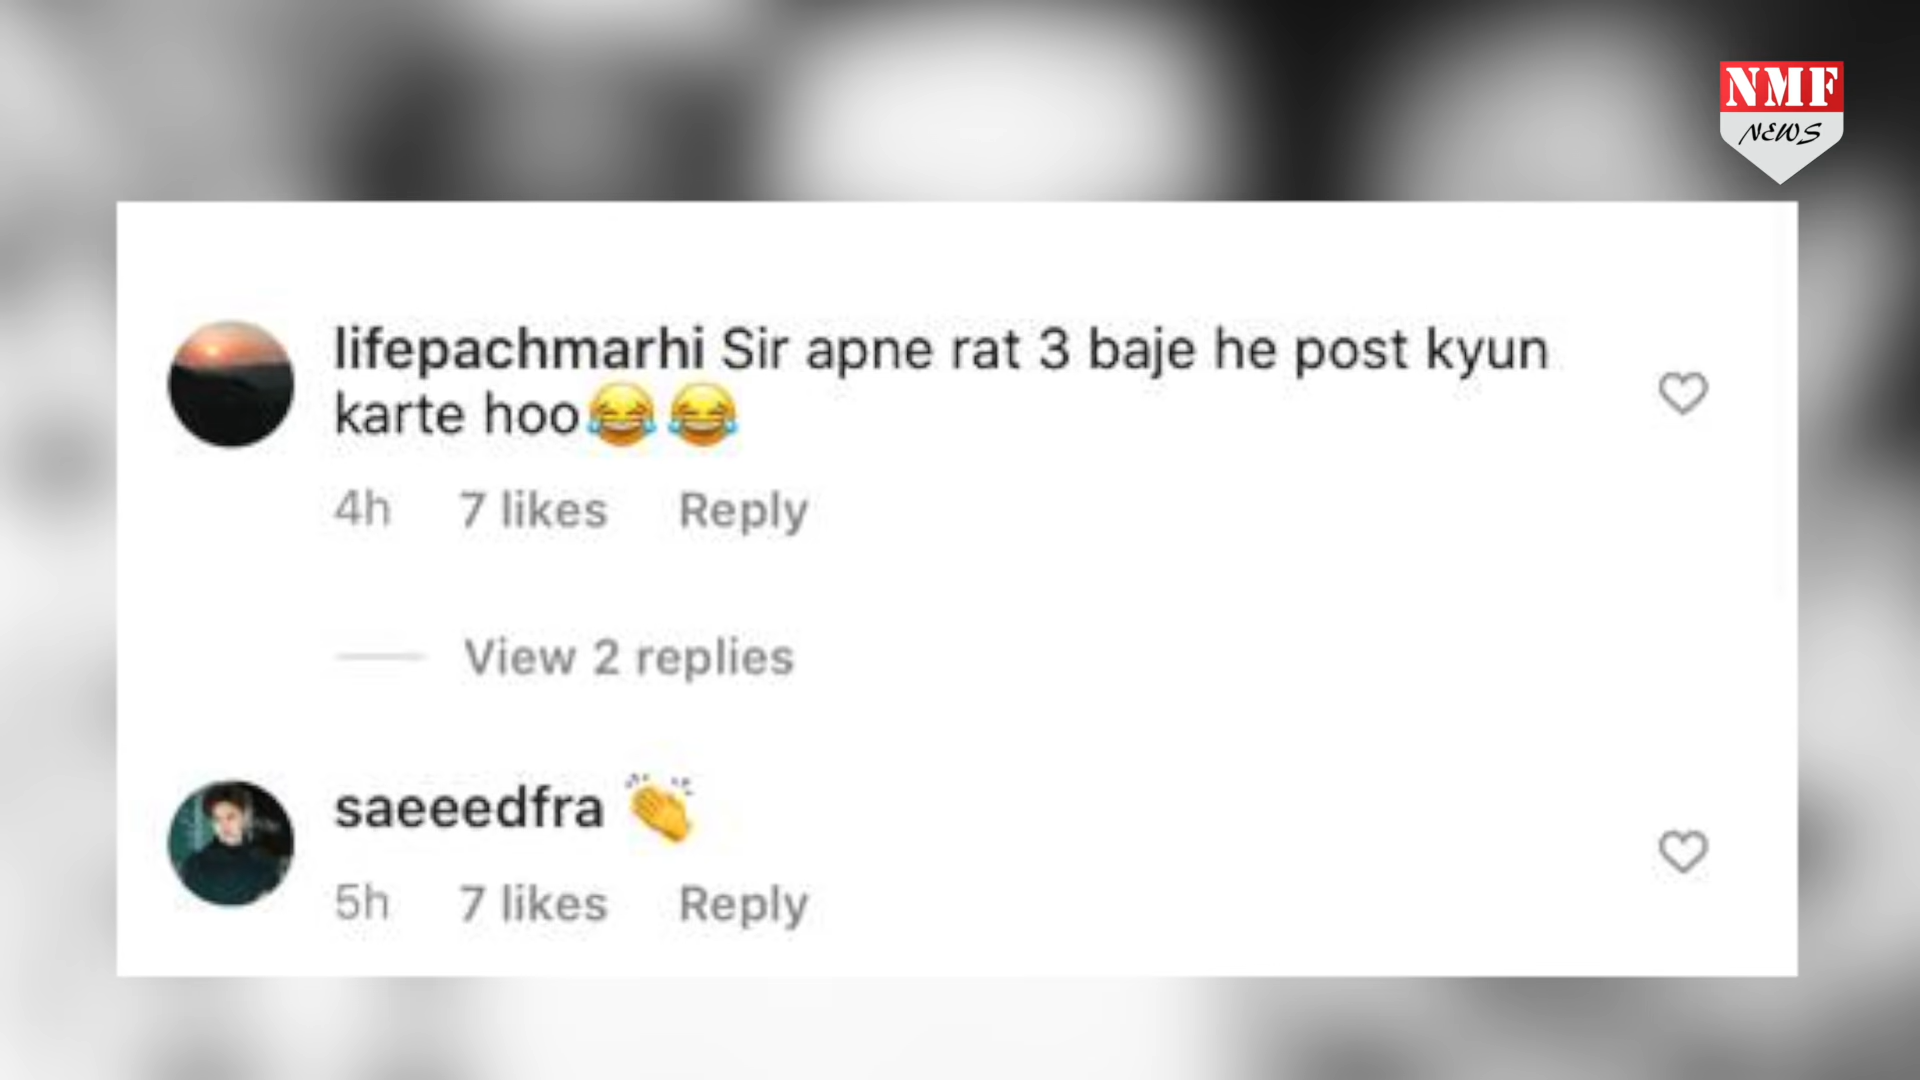 NMF
NEWS
lifepachmarhi Sir apne rat 3 baje he post kyun
karte hoo😂😂
4h 7 likes Reply
View 2 replies
saeeedfra 👏
5h 7 likes Reply